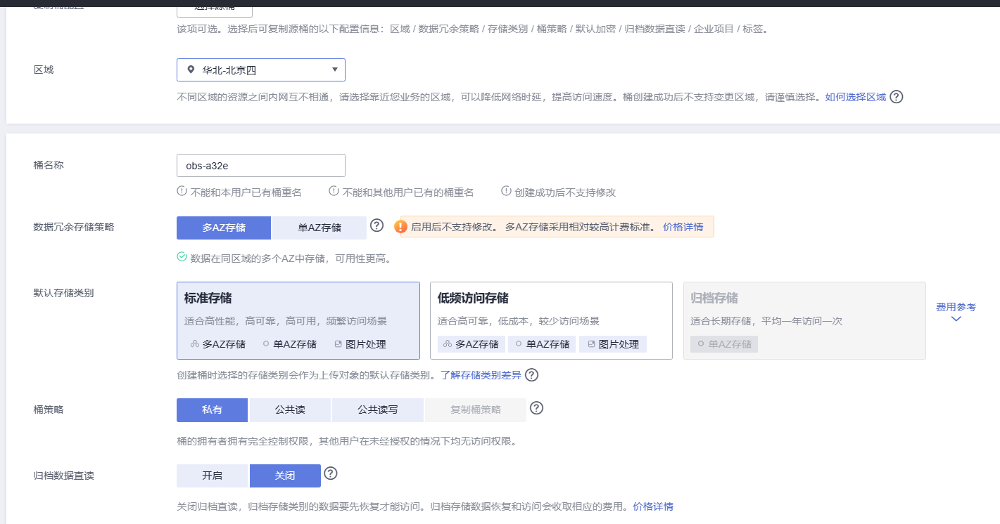 选择源桶
该项可选。选择后可复制源桶的以下配置信息：区域 / 数据冗余策略 / 存储类别 / 桶策略 / 默认加密 / 归档数据直读 / 企业项目 / 标签。
区域
华北-北京四
不同区域的资源之间内网互不相通，请选择靠近您业务的区域，可以降低网络时延，提高访问速度。桶创建成功后不支持变更区域，请谨慎选择。如何选择区域 ?
桶名称
obs-a32e
不能和本用户已有桶重名 不能和其他用户已有的桶重名 创建成功后不支持修改
数据冗余存储策略
多AZ存储 单AZ存储 ? 启用后不支持修改。 多AZ存储采用相对较高计费标准。 价格详情
数据在同区域的多个AZ中存储，可用性更高。
默认存储类别
标准存储
适合高性能，高可靠，高可用，频繁访问场景
多AZ存储 单AZ存储 图片处理
低频访问存储
适合高可靠，低成本，较少访问场景
多AZ存储 单AZ存储 图片处理
归档存储
适合长期存储，平均一年访问一次
单AZ存储
费用参考
创建桶时选择的存储类别会作为上传对象的默认存储类别。了解存储类别差异 ?
桶策略
私有 公共读 公共读写 复制桶策略 ?
桶的拥有者拥有完全控制权限，其他用户在未经授权的情况下均无访问权限。
归档数据直读
开启 关闭 ?
关闭归档直读，归档存储类别的数据要先恢复才能访问。归档存储数据恢复和访问会收取相应的费用。价格详情